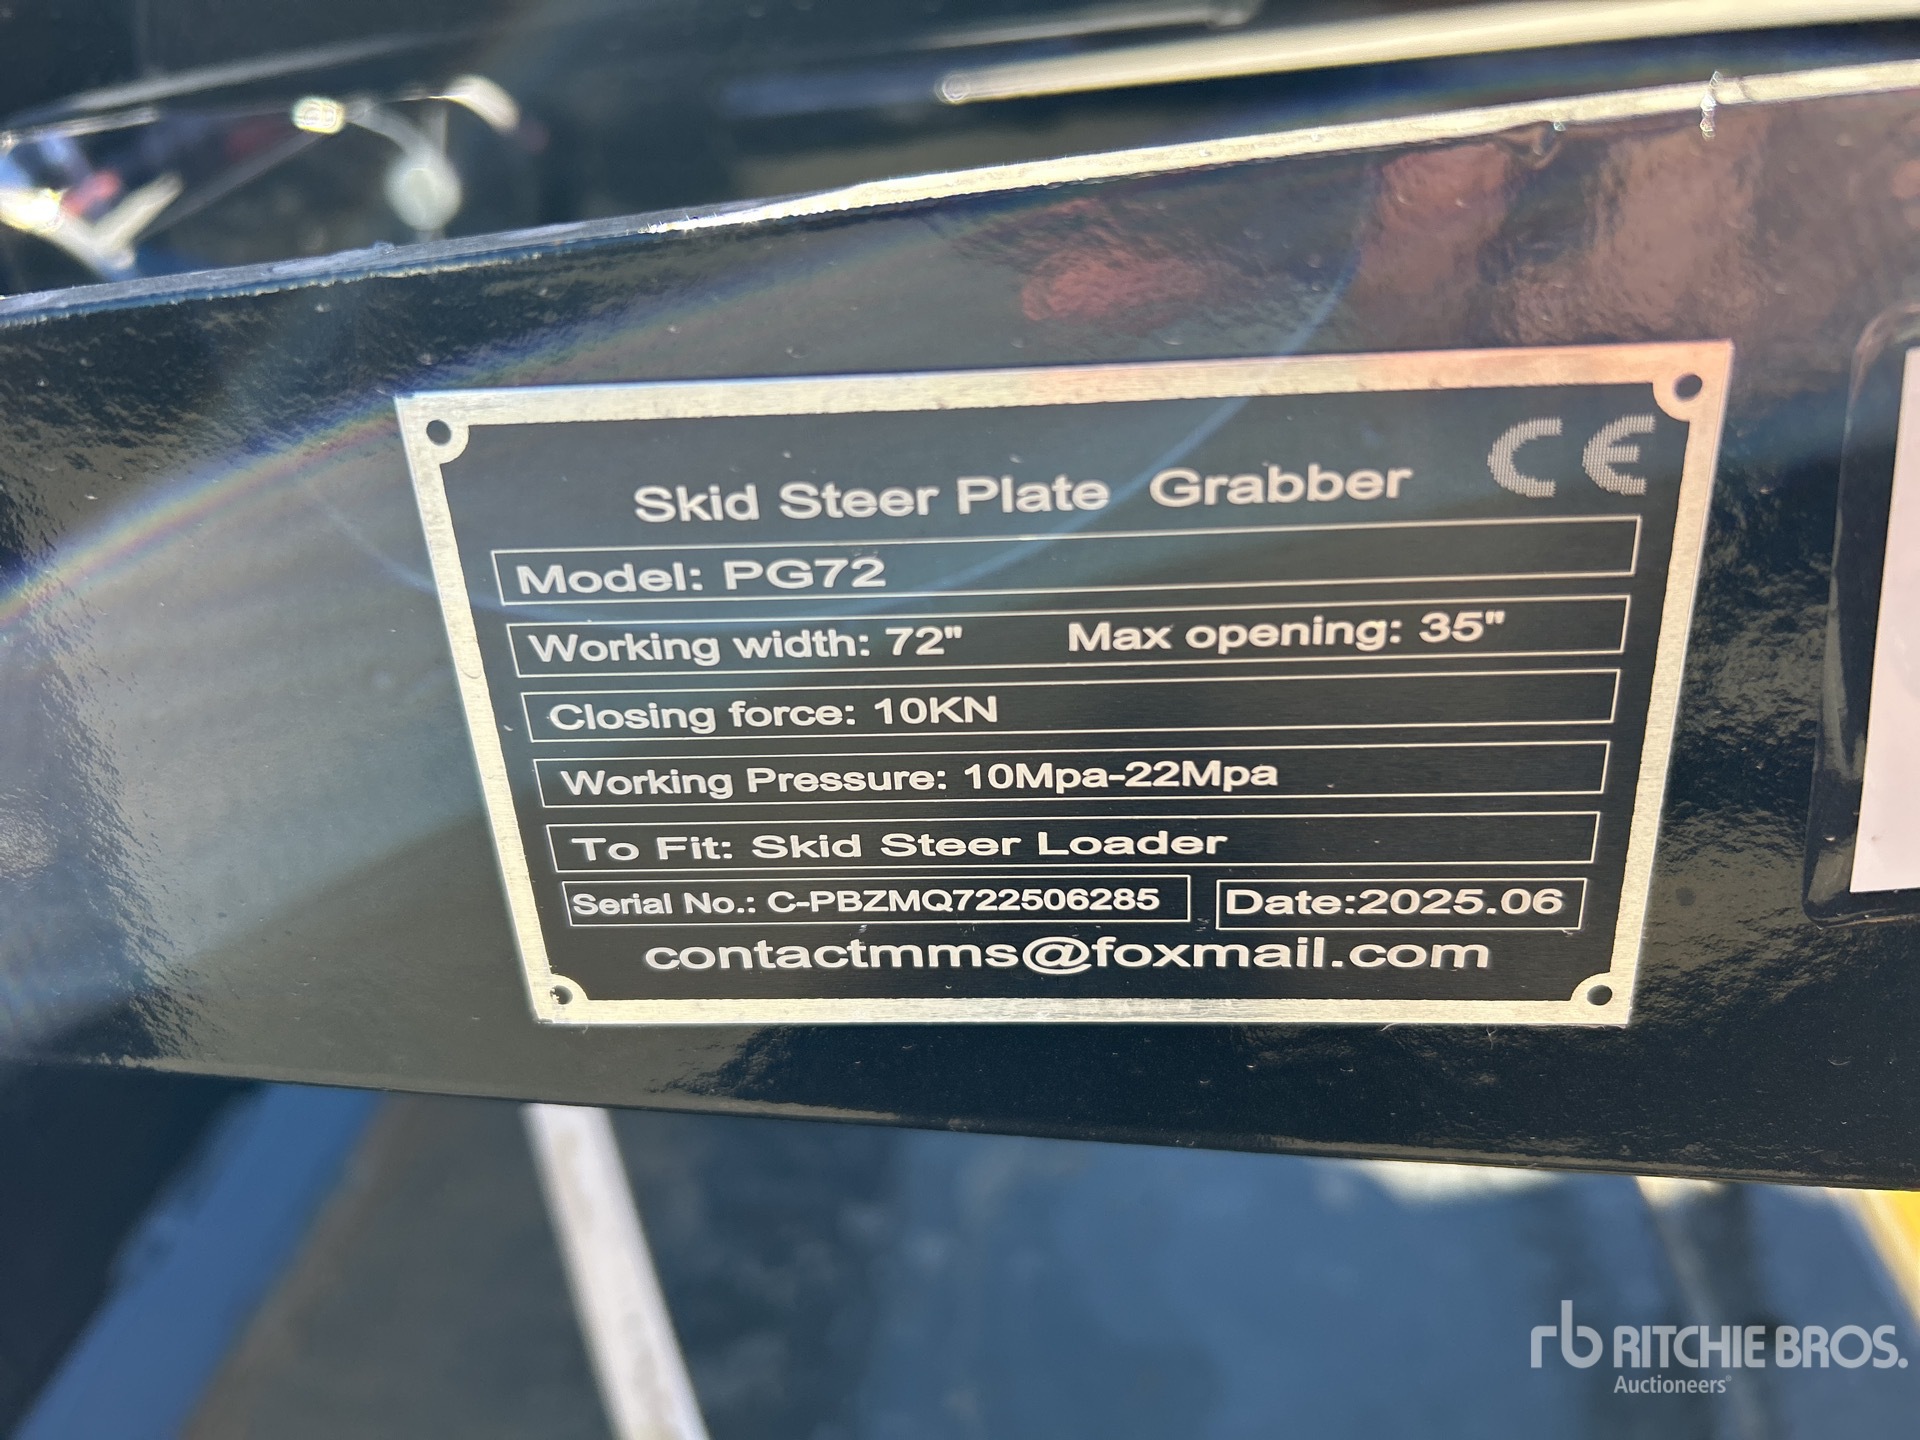 CE
Skid Steer Plate Grabber
Model: PG72
Working width: 72" Max opening: 35"
Closing force: 10KN
Working Pressure: 10Mpa-22Mpa
To Fit: Skid Steer Loader
Serial No.: C-PBZMQ722506285 Date:2025.06
contactmms@foxmail.com
rb RITCHIE BROS.
Auctioneers®